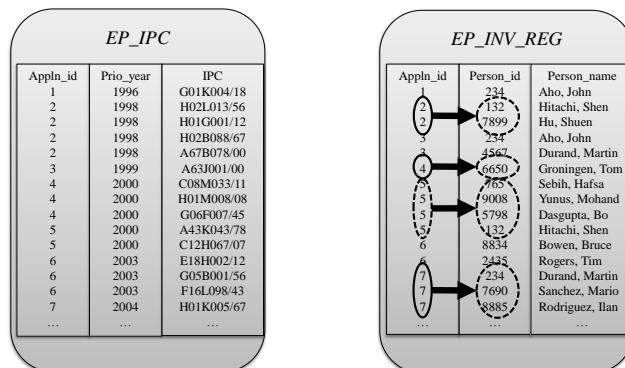 EP_IPC
Appln_id Prio_year IPC
1 1996 G01K004/18
2 1998 H02L013/56
2 1998 H01G001/12
2 1998 H02B088/67
2 1998 A67B078/00
3 1999 A63J001/00
4 2000 C08M033/11
4 2000 H01M008/08
4 2000 G06F007/45
5 2000 A43K043/78
5 2000 C12H067/07
6 2003 E18H002/12
6 2003 G05B001/56
6 2003 F16L098/43
7 2004 H01K005/67
… … …
EP_INV_REG
Appln_id Person_id Person_name
1 234 Aho, John
2 132 Hitachi, Shen
2 7899 Hu, Shuen
3 234 Aho, John
3 4567 Durand, Martin
4 6650 Groningen, Tom
5 765 Sebih, Hafsa
5 9008 Yunus, Mohand
5 5798 Dasgupta, Bo
5 132 Hitachi, Shen
6 8834 Bowen, Bruce
6 2435 Rogers, Tim
7 234 Durand, Martin
7 7690 Sanchez, Mario
7 8885 Rodriguez, Ilan
… … …